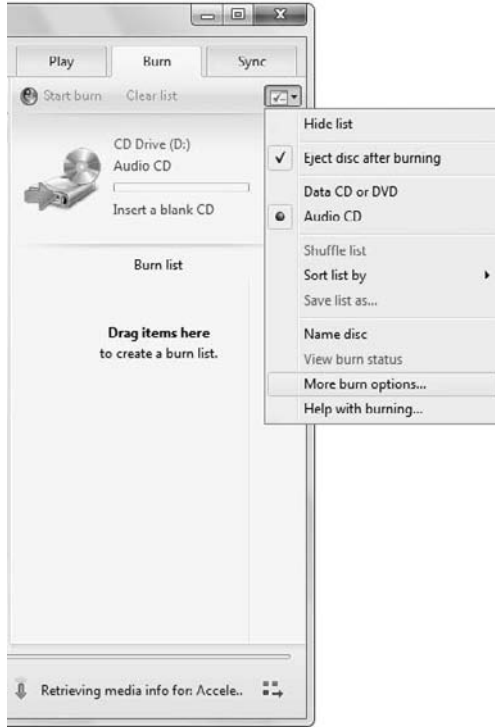 Play Burn Sync
Start burn Clear list
CD Drive (D:)
Audio CD
Insert a blank CD
Burn list
Drag items here
to create a burn list.
Hide list
Eject disc after burning
Data CD or DVD
Audio CD
Shuffle list
Sort list by
Save list as...
Name disc
View burn status
More burn options...
Help with burning...
Retrieving media info for: Accele..